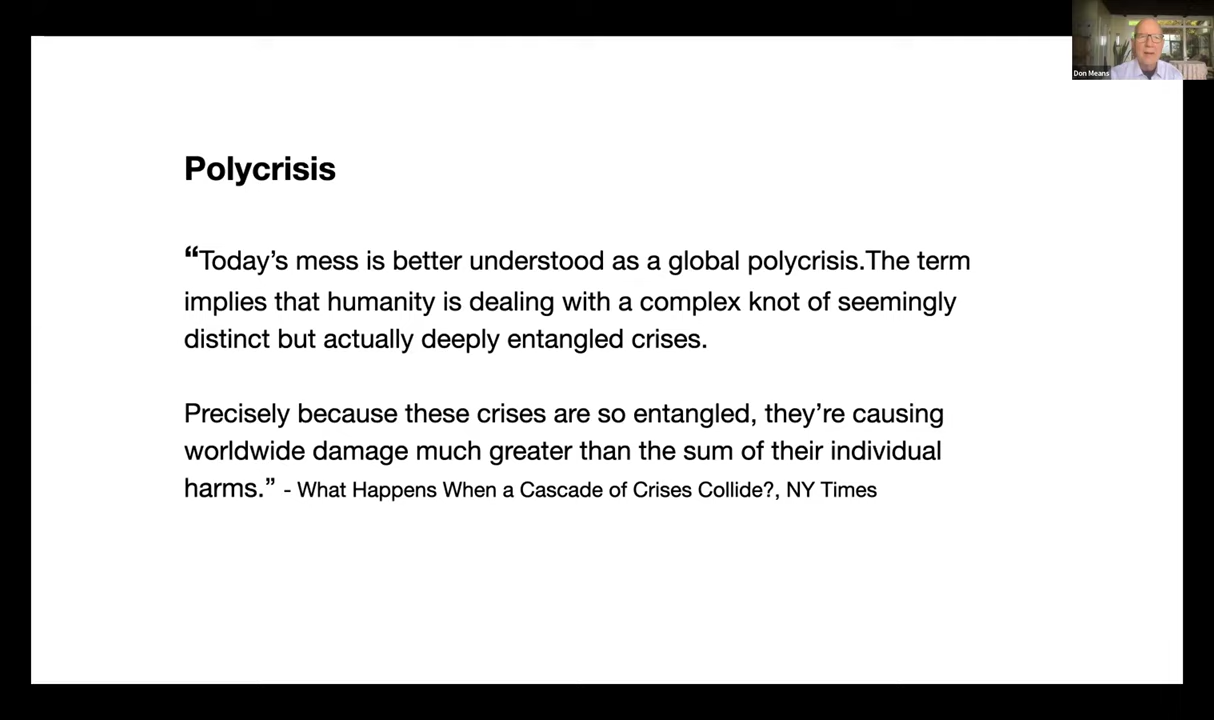 Don Means
Polycrisis
“Today’s mess is better understood as a global polycrisis.The term
implies that humanity is dealing with a complex knot of seemingly
distinct but actually deeply entangled crises.
Precisely because these crises are so entangled, they’re causing
worldwide damage much greater than the sum of their individual
harms.” - What Happens When a Cascade of Crises Collide?, NY Times